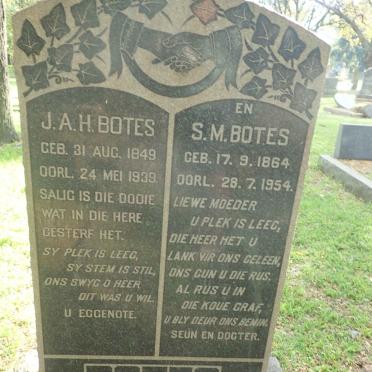 J.A.H. BOTES
GEB. 31 AUG. 1849
OORL. 24 MEI 1939.
SALIG IS DIE DOOIE
WAT IN DIE HERE
GESTERF HET.
SY PLEK IS LEEG,
SY STEM IS STIL,
ONS SWYG O HEER
DIT WAS U WIL.
U EGGENOTE.
EN
S.M. BOTES
GEB. 17. 9. 1864
OORL. 28. 7. 1954.
LIEWE MOEDER
U PLEK IS LEEG,
DIE HEER HET U
LANK VIR ONS GELEEN,
ONS GUN U DIE RUS,
AL RUS U IN
DIE KOUE GRAF,
U BLY DEUR ONS BEMIN.
SEUN EN DOGTER.
BOTES